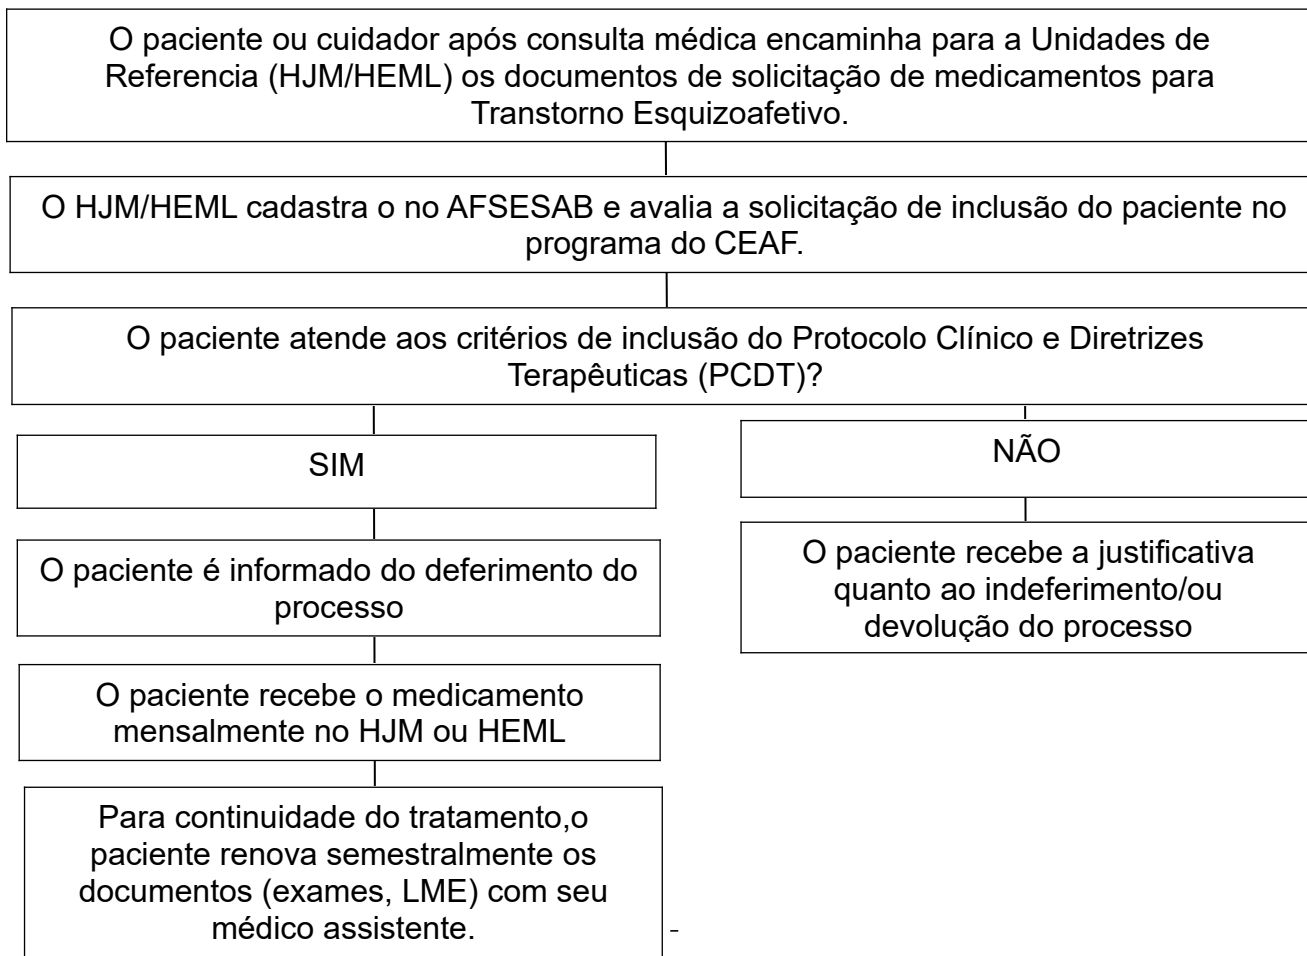 O paciente ou cuidador após consulta médica encaminha para a Unidades de
Referencia (HJM/HEML) os documentos de solicitação de medicamentos para
Transtorno Esquizoafetivo.
O HJM/HEML cadastra o no AFSESAB e avalia a solicitação de inclusão do paciente no
programa do CEAF.
O paciente atende aos critérios de inclusão do Protocolo Clínico e Diretrizes
Terapêuticas (PCDT)?
SIM
O paciente é informado do deferimento do
processo
O paciente recebe o medicamento
mensalmente no HJM ou HEML
Para continuidade do tratamento,o
paciente renova semestralmente os
documentos (exames, LME) com seu
médico assistente.
NÃO
O paciente recebe a justificativa
quanto ao indeferimento/ou
devolução do processo